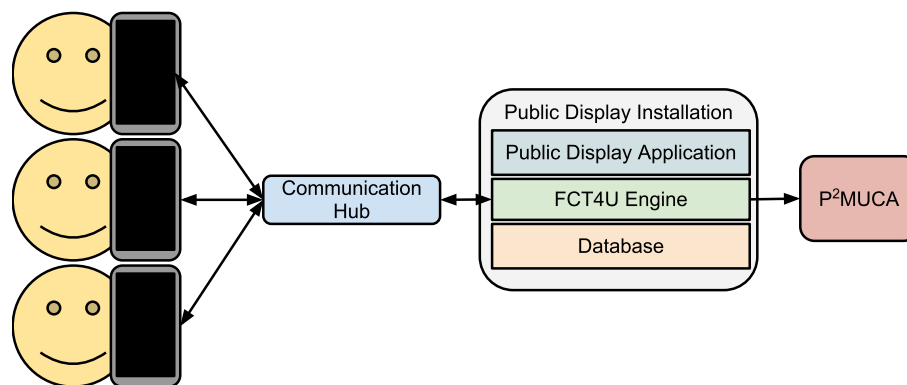 Public Display Installation
Public Display Application
Communication
Hub
FCT4U Engine
P²MUCA
Database